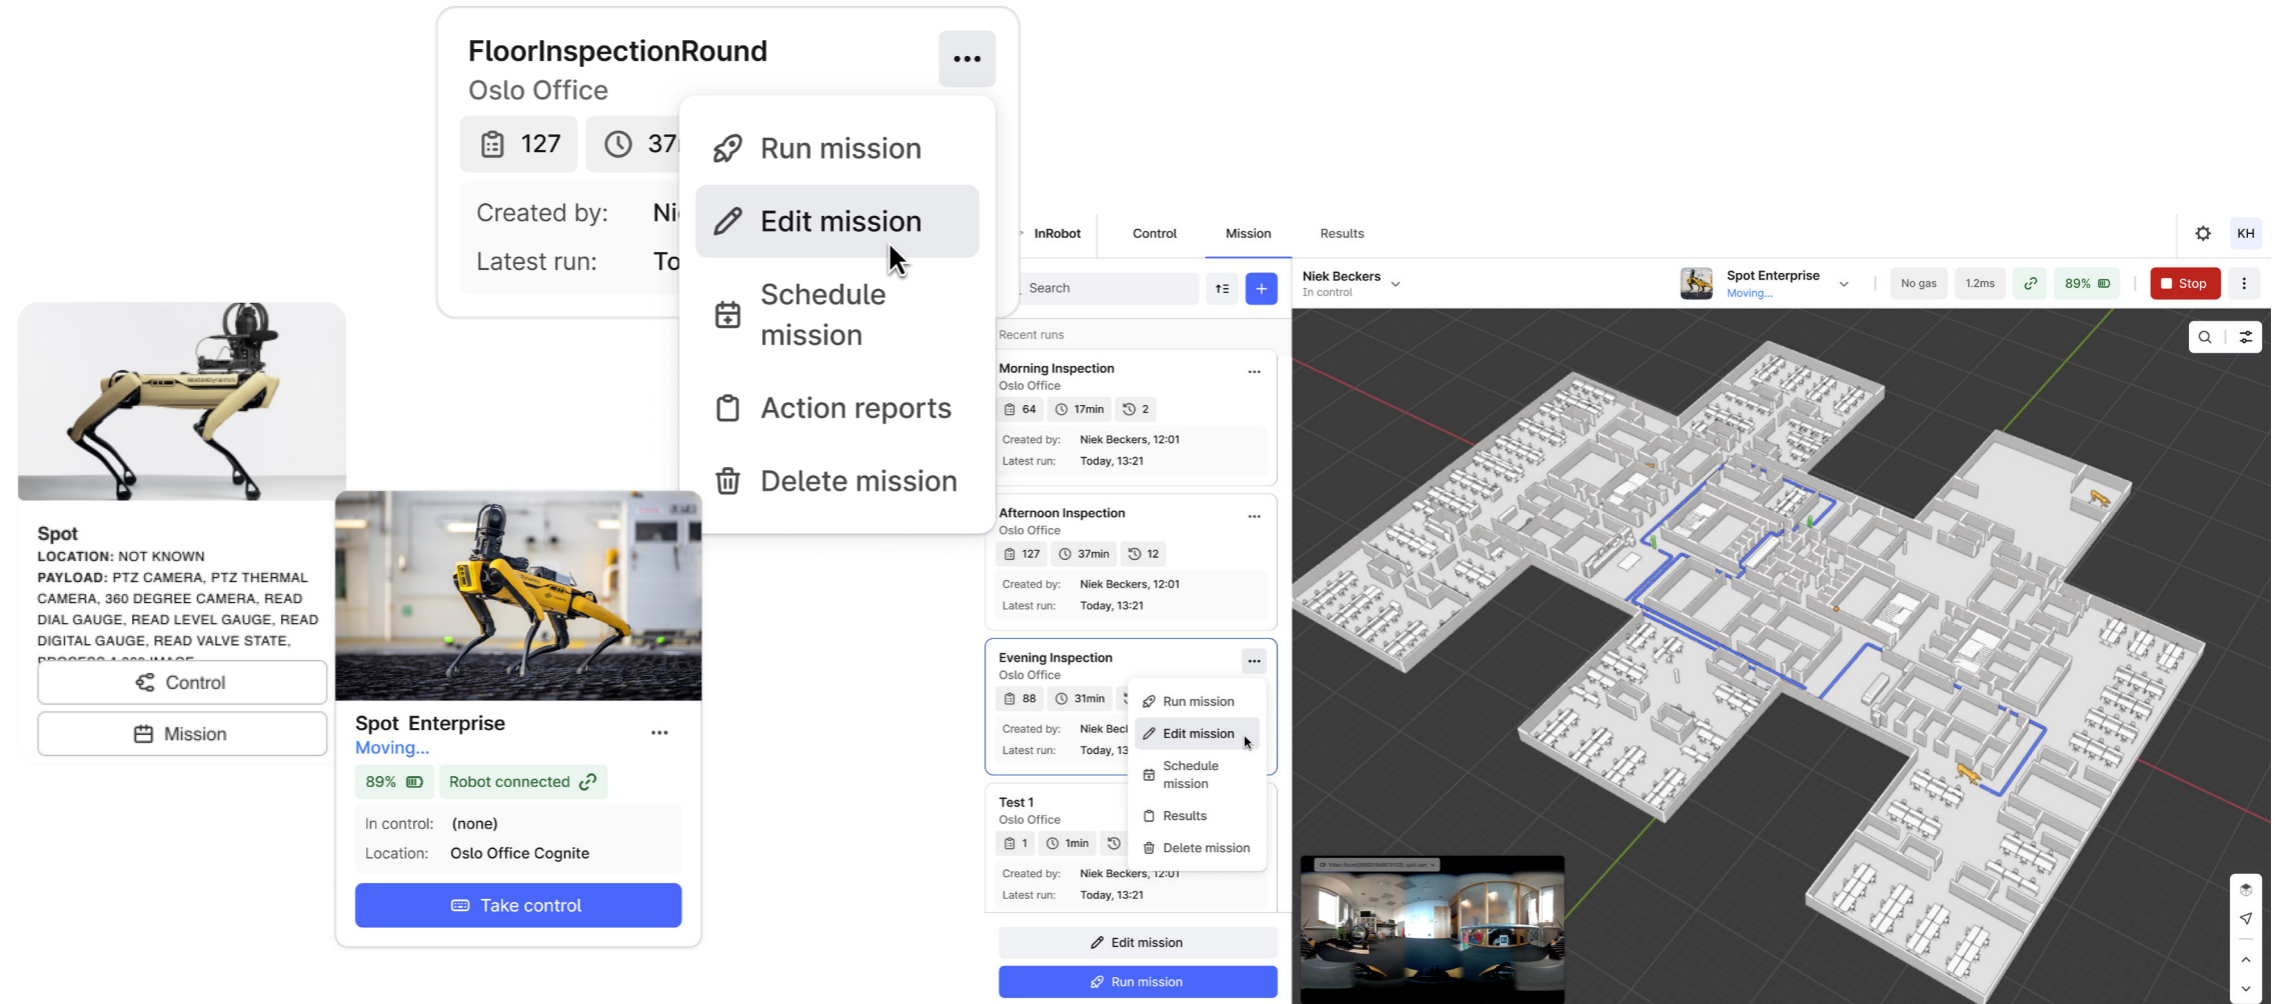 FloorInspectionRound
Oslo Office
127
37
Created by:
Ni
Latest run:
To
Run mission
Edit mission
Schedule
mission
Action reports
Delete mission
Spot
LOCATION: NOT KNOWN
PAYLOAD: PTZ CAMERA, PTZ THERMAL
CAMERA, 360 DEGREE CAMERA, READ
DIAL GAUGE, READ LEVEL GAUGE, READ
DIGITAL GAUGE, READ VALVE STATE,
Control
Mission
Spot Enterprise
Moving...
89%
Robot connected
In control: (none)
Location: Oslo Office Cognite
Take control
InRobot
Control
Mission
Results
KH
Search
Niek Beckers
In control
Spot Enterprise
Moving...
No gas
1.2ms
89%
Stop
Recent runs
Morning Inspection
Oslo Office
64
17min
2
Created by: Niek Beckers, 12:01
Latest run: Today, 13:21
Afternoon Inspection
Oslo Office
127
37min
12
Created by: Niek Beckers, 12:01
Latest run: Today, 13:21
Evening Inspection
Oslo Office
88
31min
Created by: Niek Beck
Latest run: Today, 13
Run mission
Edit mission
Schedule
mission
Results
Delete mission
Test 1
Oslo Office
1
1min
Created by: Niek Beckers, 12:01
Latest run: Today, 13:21
Edit mission
Run mission